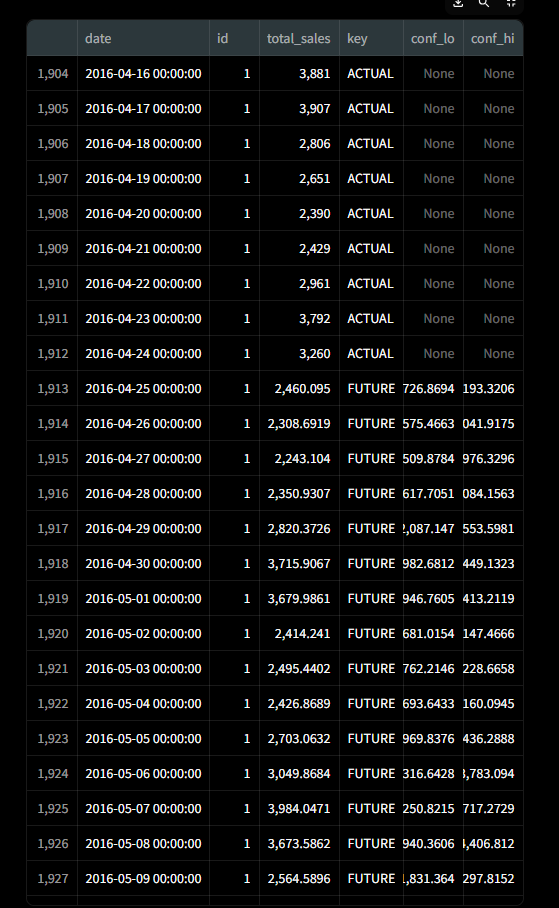 date id total_sales key conf_lo conf_hi
1,904 2016-04-16 00:00:00 1 3,881 ACTUAL None None
1,905 2016-04-17 00:00:00 1 3,907 ACTUAL None None
1,906 2016-04-18 00:00:00 1 2,806 ACTUAL None None
1,907 2016-04-19 00:00:00 1 2,651 ACTUAL None None
1,908 2016-04-20 00:00:00 1 2,390 ACTUAL None None
1,909 2016-04-21 00:00:00 1 2,429 ACTUAL None None
1,910 2016-04-22 00:00:00 1 2,961 ACTUAL None None
1,911 2016-04-23 00:00:00 1 3,792 ACTUAL None None
1,912 2016-04-24 00:00:00 1 3,260 ACTUAL None None
1,913 2016-04-25 00:00:00 1 2,460.095 FUTURE 726.8694 193.3206
1,914 2016-04-26 00:00:00 1 2,308.6919 FUTURE 575.4663 041.9175
1,915 2016-04-27 00:00:00 1 2,243.104 FUTURE 509.8784 976.3296
1,916 2016-04-28 00:00:00 1 2,350.9307 FUTURE 617.7051 084.1563
1,917 2016-04-29 00:00:00 1 2,820.3726 FUTURE ,087.147 553.5981
1,918 2016-04-30 00:00:00 1 3,715.9067 FUTURE 982.6812 449.1323
1,919 2016-05-01 00:00:00 1 3,679.9861 FUTURE 946.7605 413.2119
1,920 2016-05-02 00:00:00 1 2,414.241 FUTURE 681.0154 147.4666
1,921 2016-05-03 00:00:00 1 2,495.4402 FUTURE 762.2146 228.6658
1,922 2016-05-04 00:00:00 1 2,426.8689 FUTURE 693.6433 160.0945
1,923 2016-05-05 00:00:00 1 2,703.0632 FUTURE 969.8376 436.2888
1,924 2016-05-06 00:00:00 1 3,049.8684 FUTURE 316.6428 ,783.094
1,925 2016-05-07 00:00:00 1 3,984.0471 FUTURE 250.8215 717.2729
1,926 2016-05-08 00:00:00 1 3,673.5862 FUTURE 940.3606 ,406.812
1,927 2016-05-09 00:00:00 1 2,564.5896 FUTURE ,831.364 297.8152